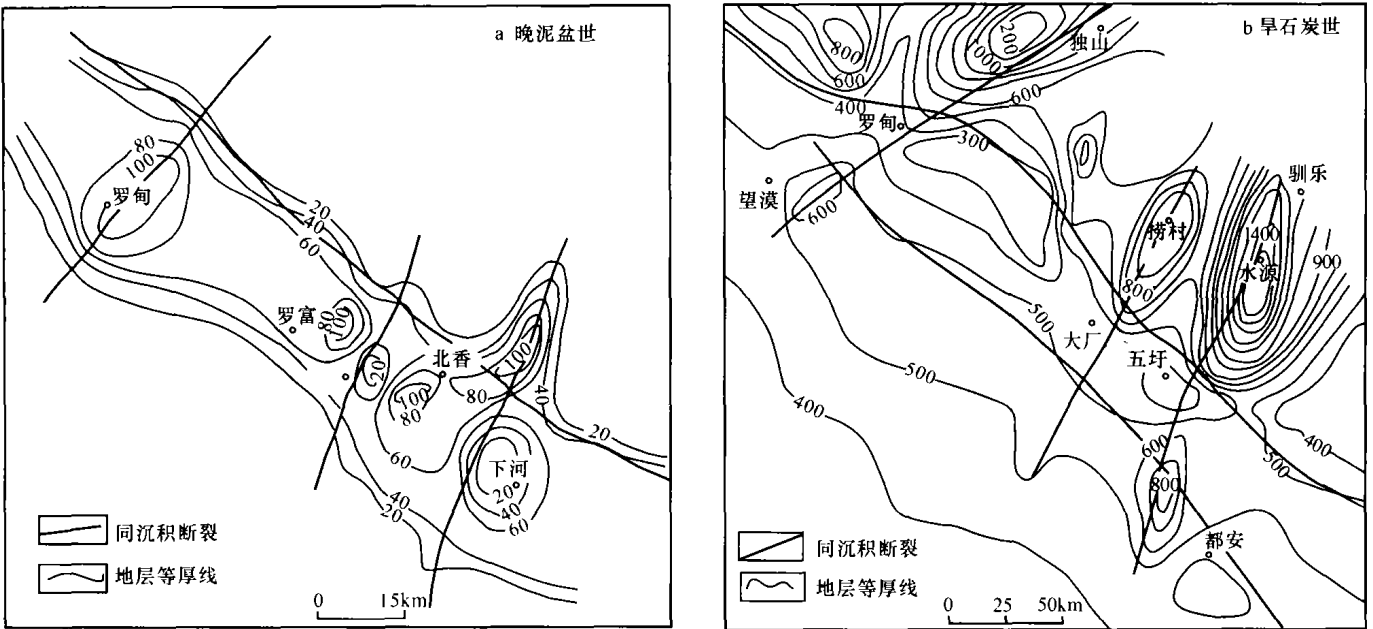 a 晚泥盆世
80
100
罗甸
20
40
60
罗富
80
100
20
北香
100
80
100
80
40
20
60
下河
20
40
60
40
20
同沉积断裂
地层等厚线
0 15km
b 早石炭世
800
600
400
200
1000
独山
600
罗甸
300
望漠
600
驯乐
捞村
1400
水源
900
800
500
大厂
五圩
500
400
400
500
600
800
都安
同沉积断裂
地层等厚线
0 25 50km